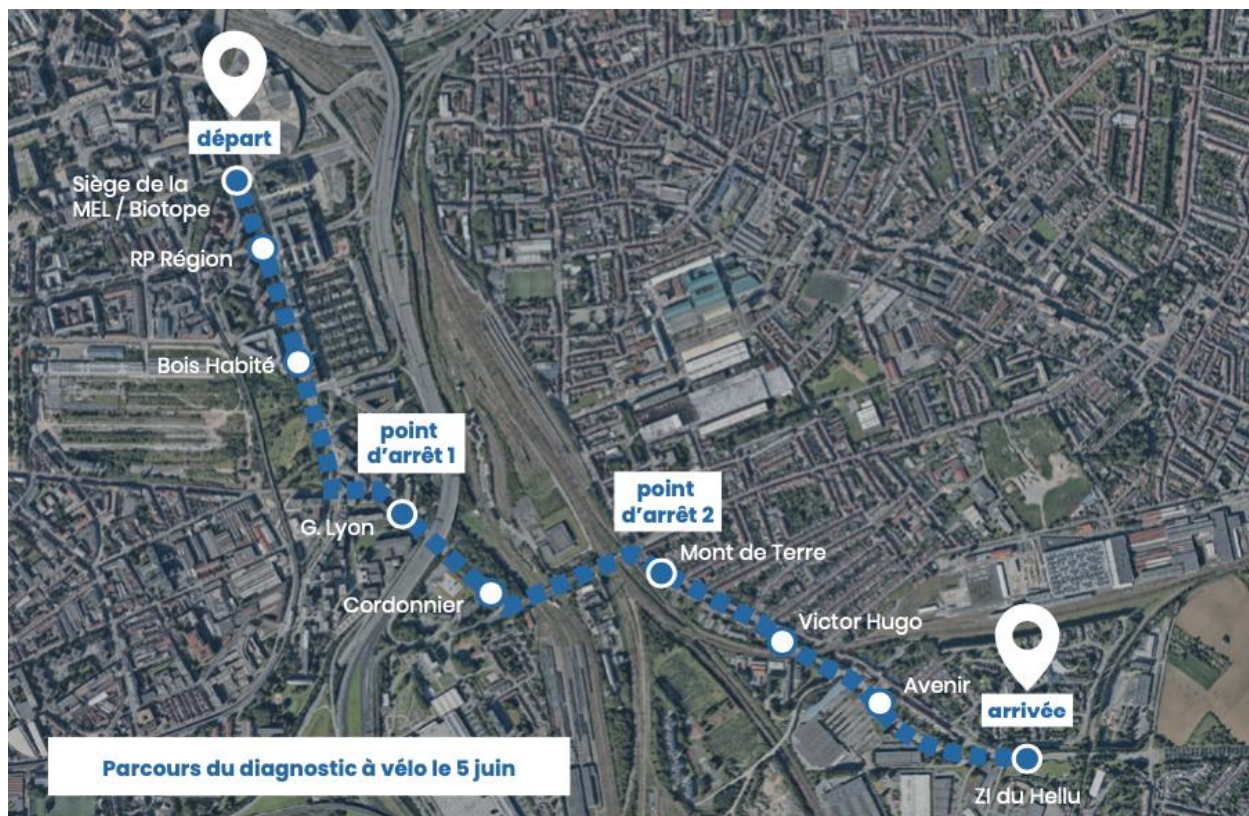 départ
Siège de la
MEL / Biotope
RP Région
Bois Habité
point
d'arrêt 1
G. Lyon
Cordonnier
point
d'arrêt 2
Mont de Terre
Victor Hugo
Avenir
arrivée
ZI du Hellu
Parcours du diagnostic à vélo le 5 juin